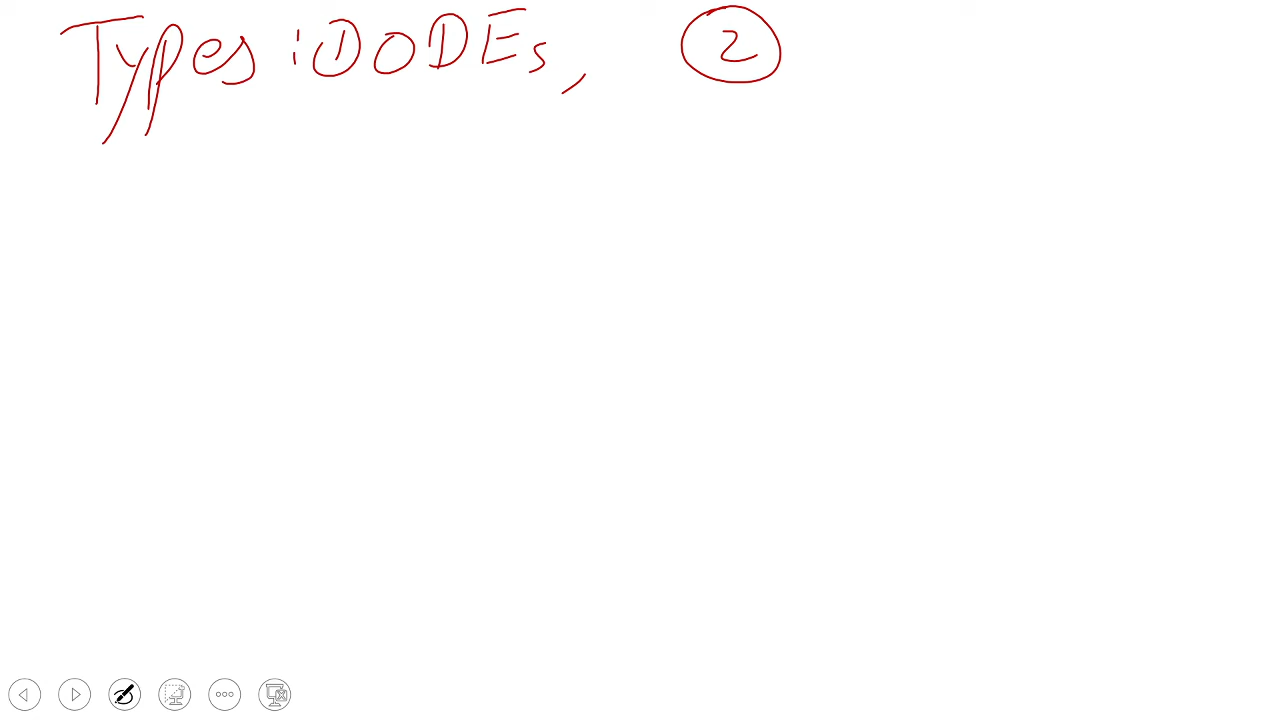 Types: ① ODEs, ②